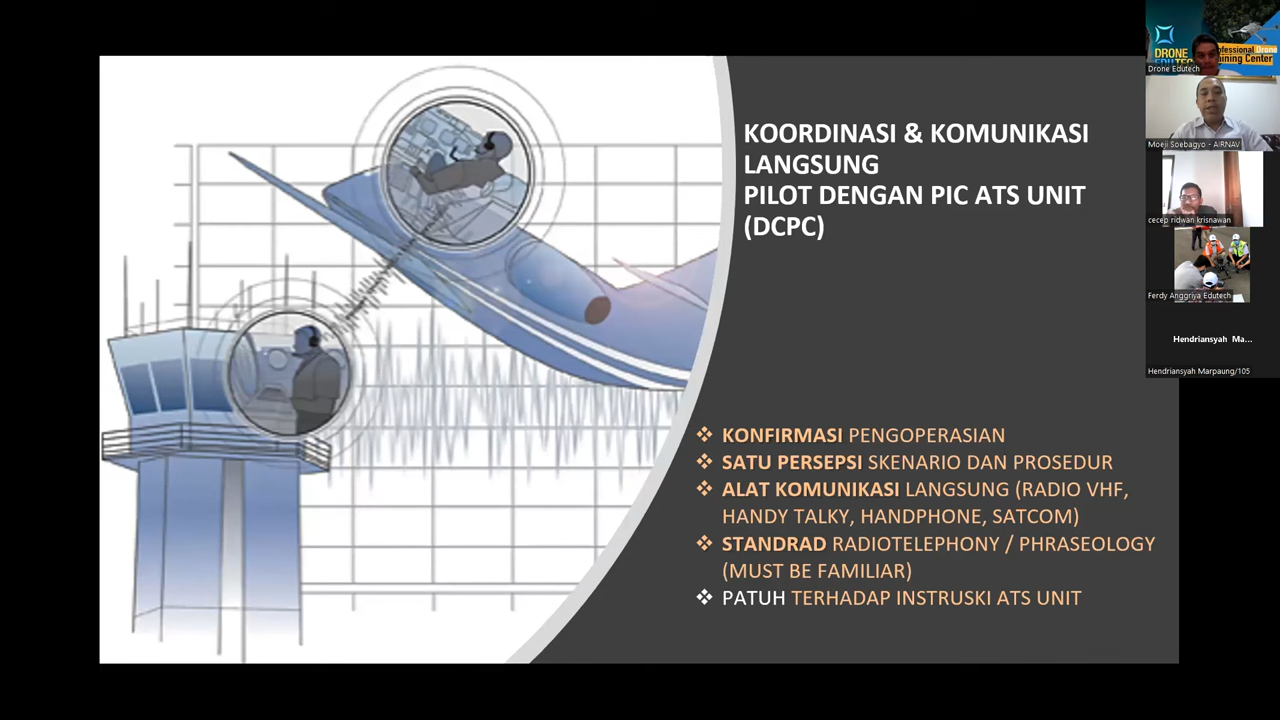 KOORDINASI & KOMUNIKASI
LANGSUNG
PILOT DENGAN PIC ATS UNIT
(DCPC)
❖ KONFIRMASI PENGOPERASIAN
❖ SATU PERSEPSI SKENARIO DAN PROSEDUR
❖ ALAT KOMUNIKASI LANGSUNG (RADIO VHF,
HANDY TALKY, HANDPHONE, SATCOM)
❖ STANDRAD RADIOTELEPHONY / PHRASEOLOGY
(MUST BE FAMILIAR)
❖ PATUH TERHADAP INSTRUSKI ATS UNIT
DRONE
Drone Edutech
Moeji Soebagyo - AIRNAV
cecep ridwan krisnawan
Ferdy Anggriya Edutech
Hendriansyah Ma...
Hendriansyah Marpaung/105